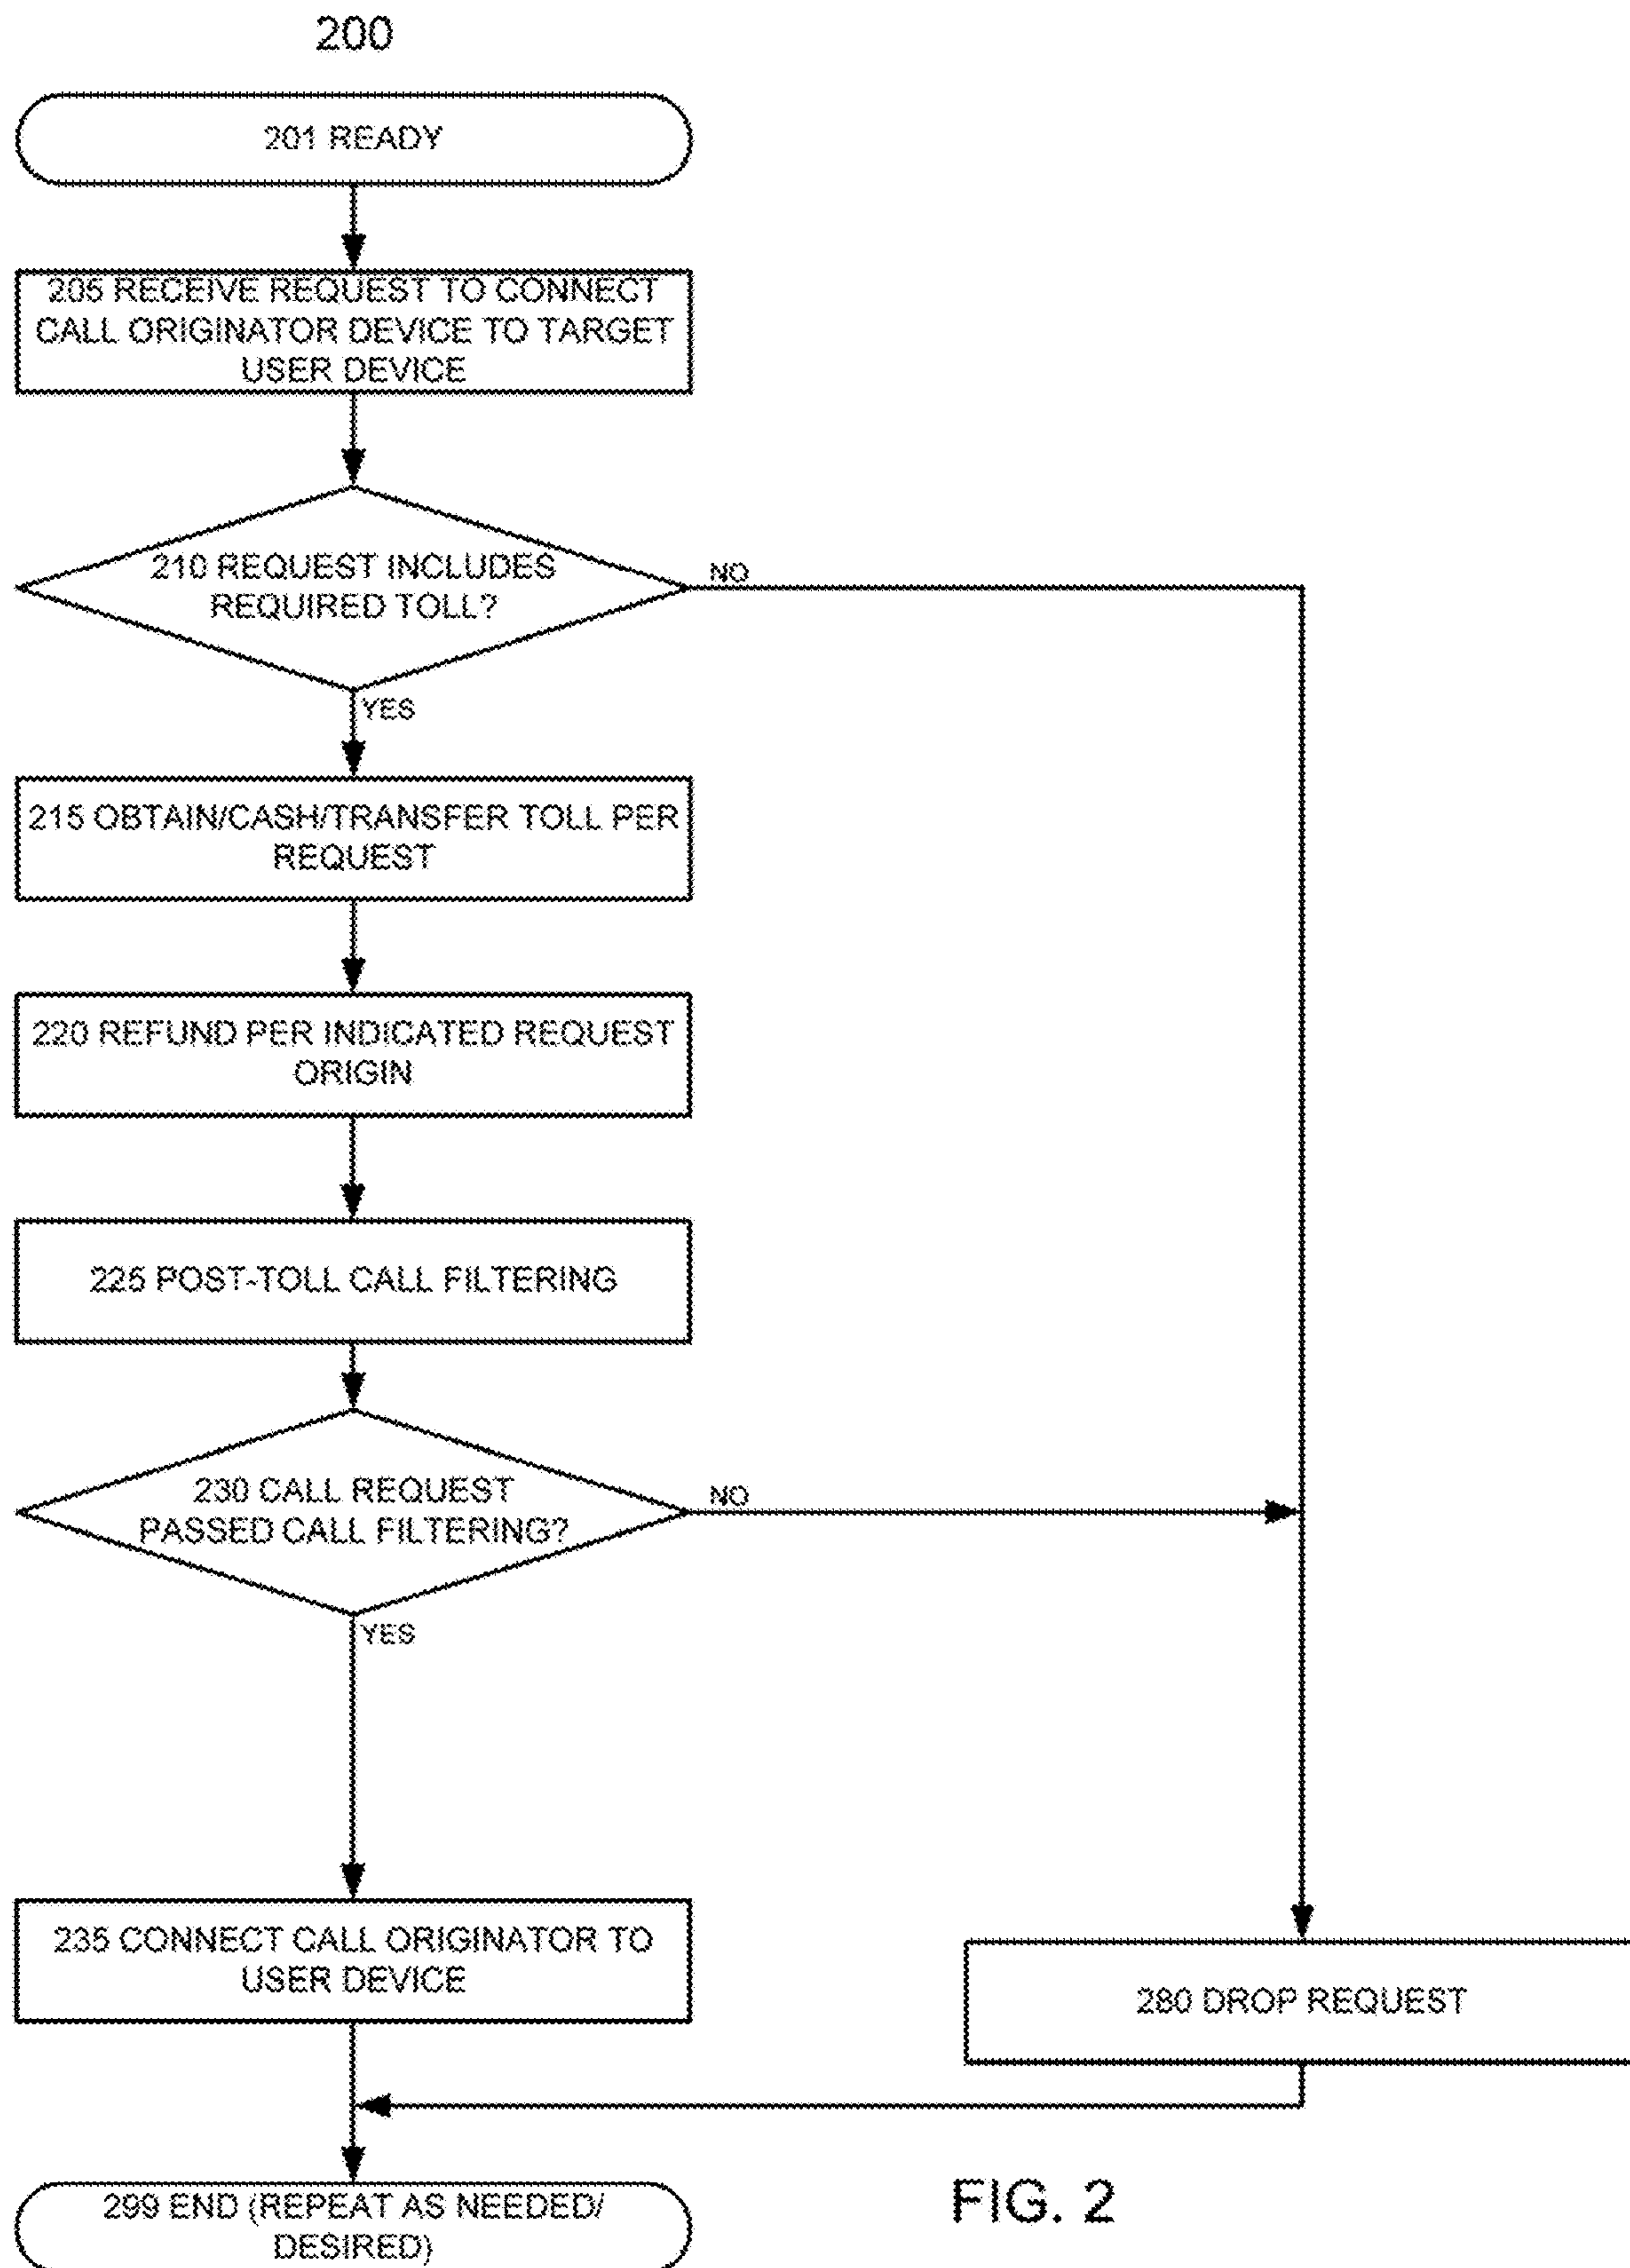 200
201 READY
205 RECEIVE REQUEST TO CONNECT
CALL ORIGINATOR DEVICE TO TARGET
USER DEVICE
210 REQUEST INCLUDES
REQUIRED TOLL?
NO
YES
215 OBTAIN/CASH/TRANSFER TOLL PER
REQUEST
220 REFUND PER INDICATED REQUEST
ORIGIN
225 POST-TOLL CALL FILTERING
230 CALL REQUEST
PASSED CALL FILTERING?
NO
YES
235 CONNECT CALL ORIGINATOR TO
USER DEVICE
280 DROP REQUEST
299 END (REPEAT AS NEEDED/
DESIRED)
FIG. 2